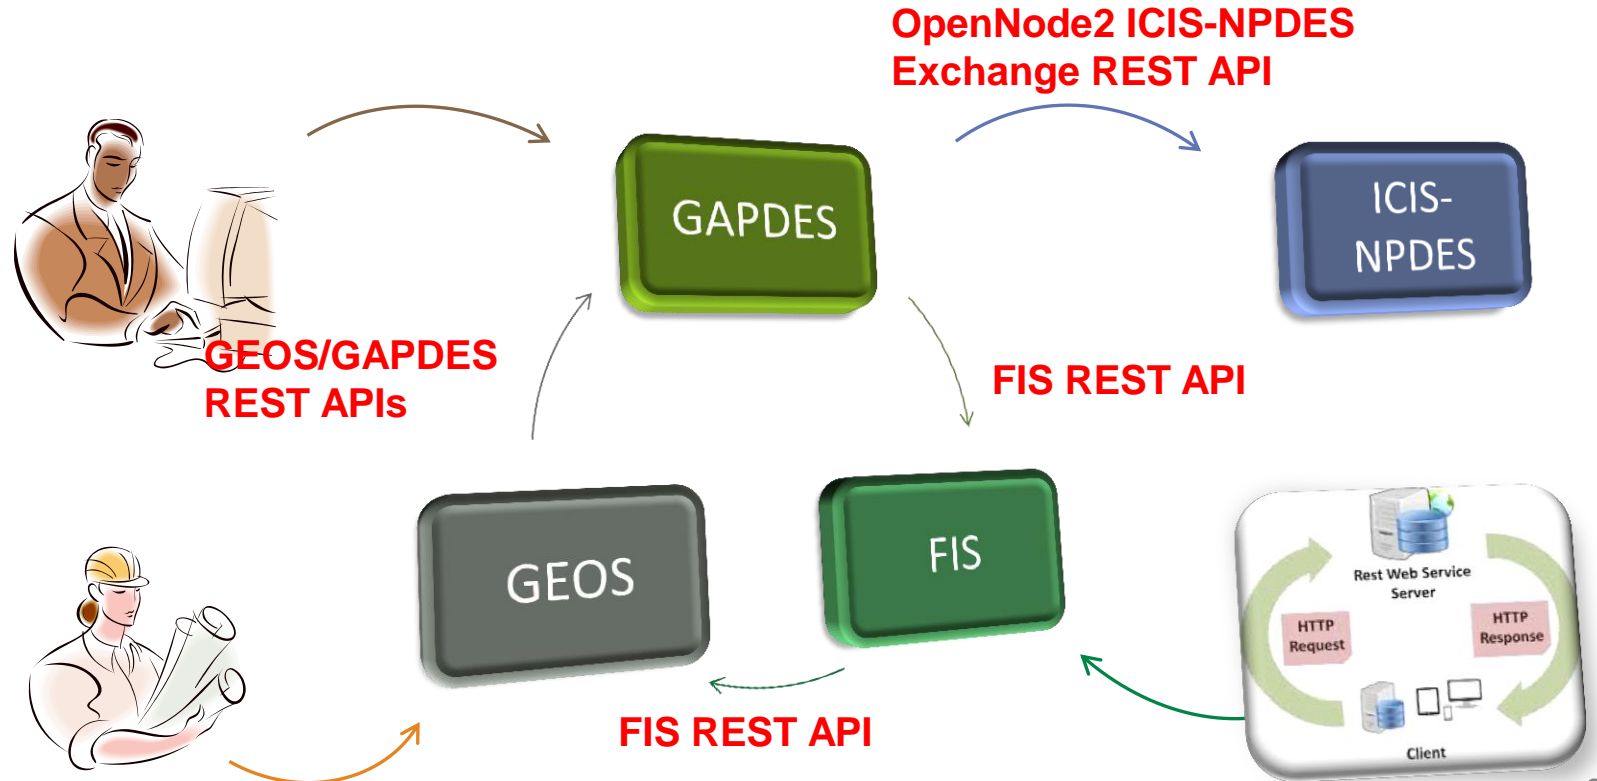 OpenNode2 ICIS-NPDES
Exchange REST API
GAPDES
ICIS-
NPDES
GEOS/GAPDES
REST APIs
FIS REST API
GEOS
FIS
FIS REST API
Rest Web Service
Server
HTTP
Request
HTTP
Response
Client